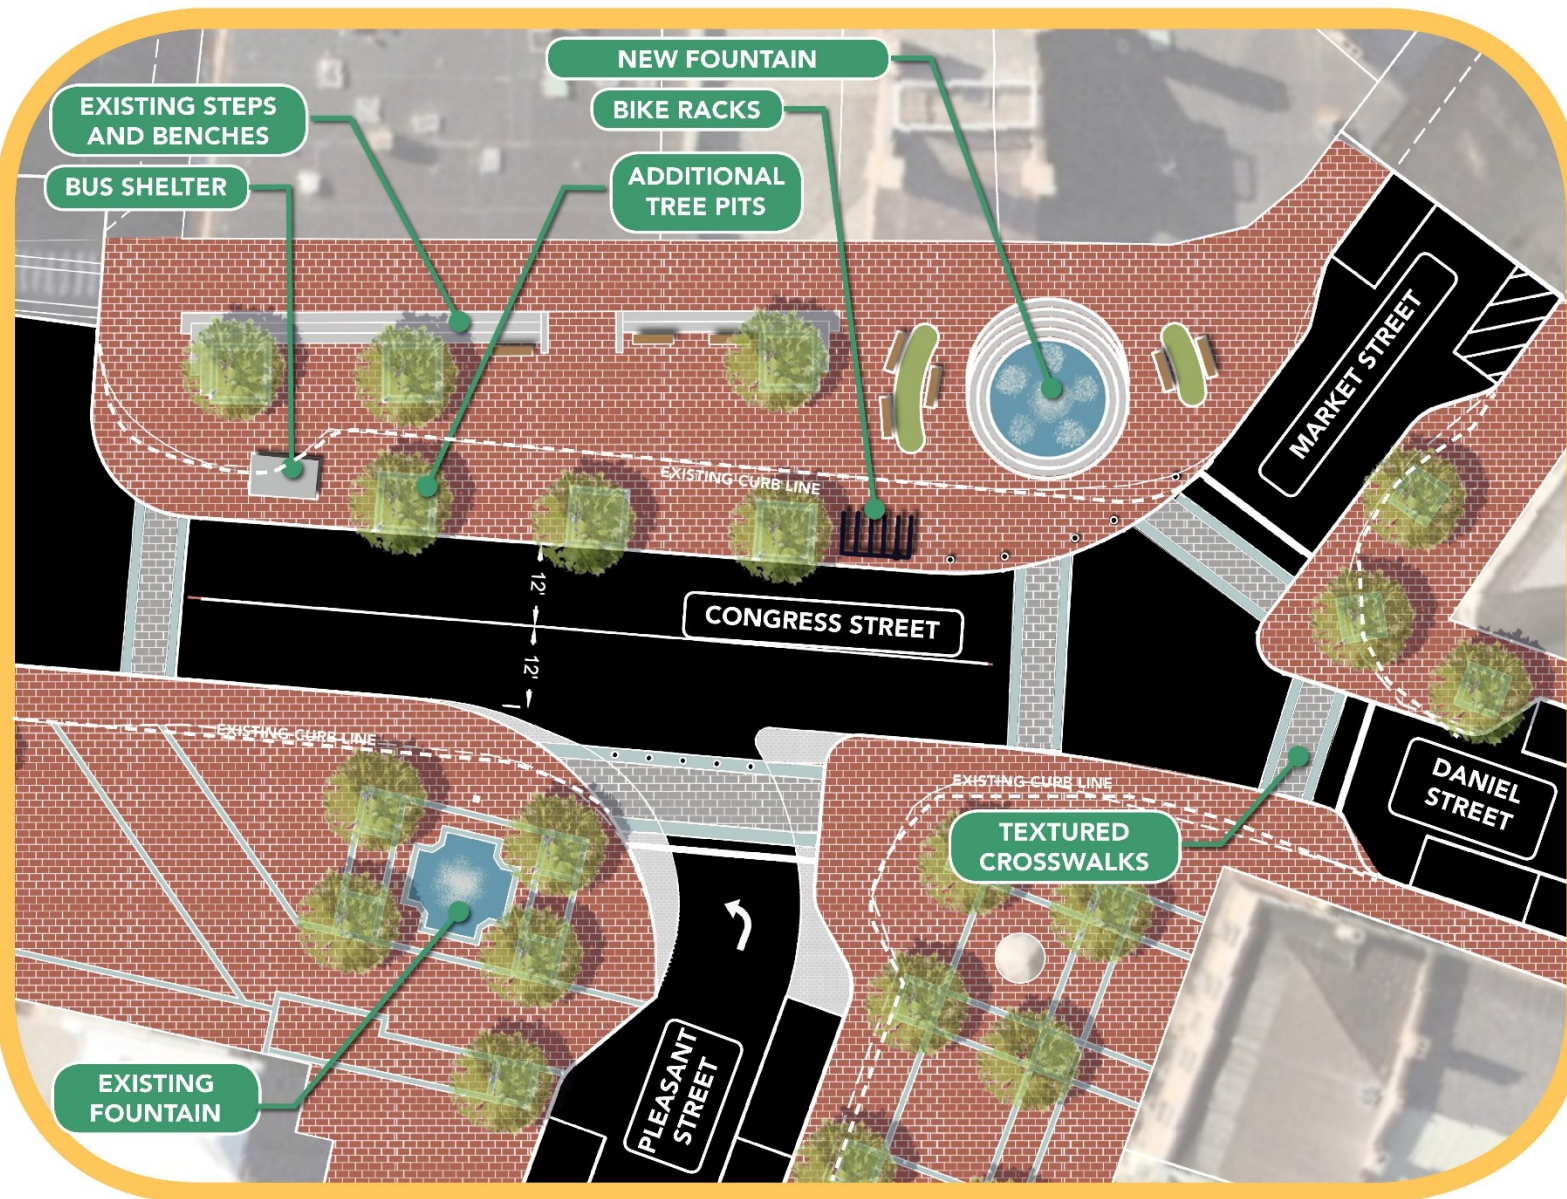 NEW FOUNTAIN
EXISTING STEPS
AND BENCHES
BIKE RACKS
BUS SHELTER
ADDITIONAL
TREE PITS
MARKET STREET
EXISTING CURB LINE
12'
12'
CONGRESS STREET
EXISTING CURB LINE
EXISTING CURB LINE
DANIEL
STREET
TEXTURED
CROSSWALKS
EXISTING
FOUNTAIN
PLEASANT
STREET